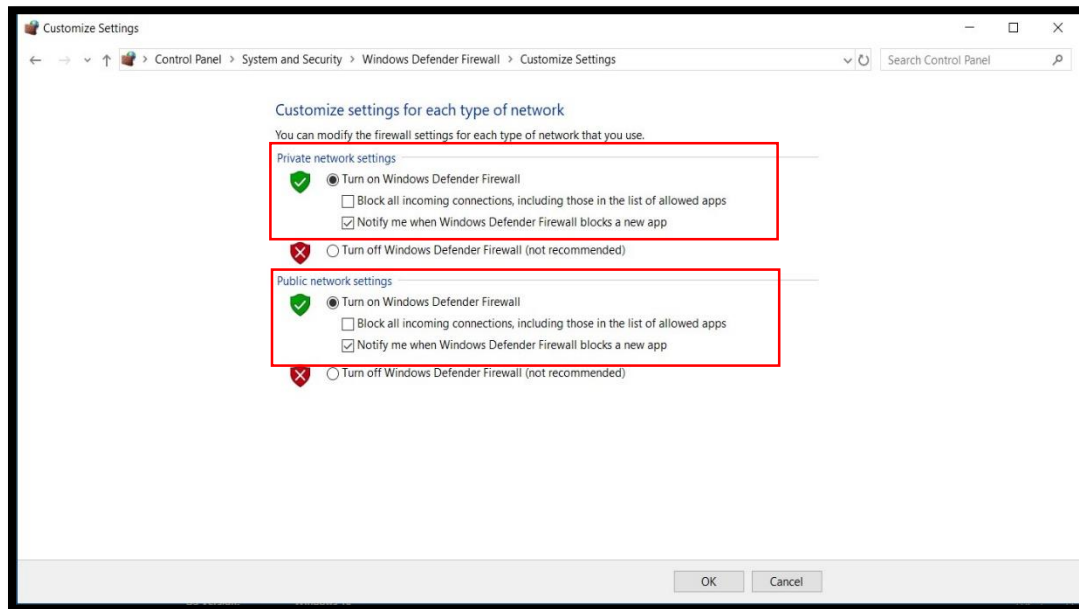 Customize Settings
Control Panel > System and Security > Windows Defender Firewall > Customize Settings
Search Control Panel
Customize settings for each type of network
You can modify the firewall settings for each type of network that you use.
Private network settings
Turn on Windows Defender Firewall
Block all incoming connections, including those in the list of allowed apps
Notify me when Windows Defender Firewall blocks a new app
Turn off Windows Defender Firewall (not recommended)
Public network settings
Turn on Windows Defender Firewall
Block all incoming connections, including those in the list of allowed apps
Notify me when Windows Defender Firewall blocks a new app
Turn off Windows Defender Firewall (not recommended)
OK Cancel